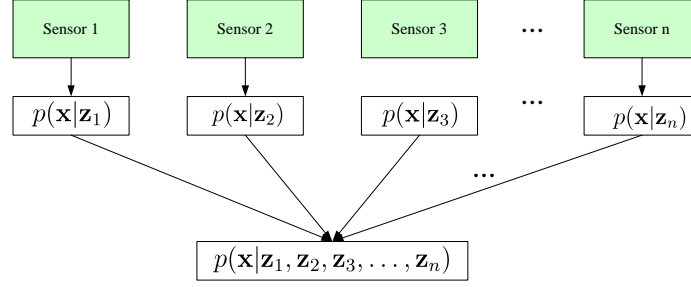 Sensor 1 Sensor 2 Sensor 3 ... Sensor n
p(x|z₁) p(x|z₂) p(x|z₃) ... p(x|zₙ)
...
p(x|z₁, z₂, z₃, . . . , zₙ)